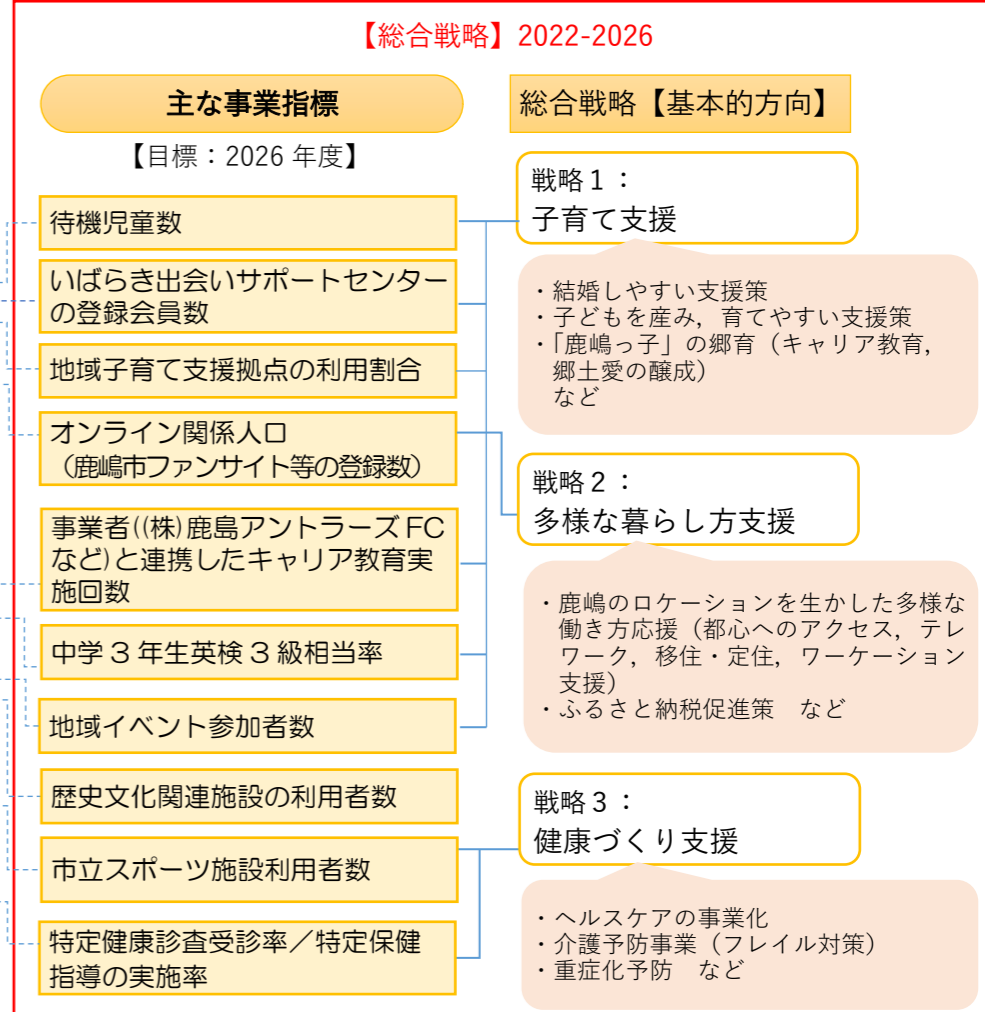 【総合戦略】2022-2026
主な事業指標
【目標：2026 年度】
待機児童数
いばらき出会いサポートセンター
の登録会員数
地域子育て支援拠点の利用割合
オンライン関係人口
（鹿嶋市ファンサイト等の登録数）
事業者((株)鹿島アントラーズ FC
など)と連携したキャリア教育実
施回数
中学 3 年生英検 3 級相当率
地域イベント参加者数
歴史文化関連施設の利用者数
市立スポーツ施設利用者数
特定健康診査受診率／特定保健
指導の実施率
総合戦略【基本的方向】
戦略１：
子育て支援
・結婚しやすい支援策
・子どもを産み，育てやすい支援策
・「鹿嶋っ子」の郷育（キャリア教育，
郷土愛の醸成）
など
戦略２：
多様な暮らし方支援
・鹿嶋のロケーションを生かした多様な
働き方応援（都心へのアクセス，テレ
ワーク，移住・定住，ワーケーション
支援）
・ふるさと納税促進策　など
戦略３：
健康づくり支援
・ヘルスケアの事業化
・介護予防事業（フレイル対策）
・重症化予防　など